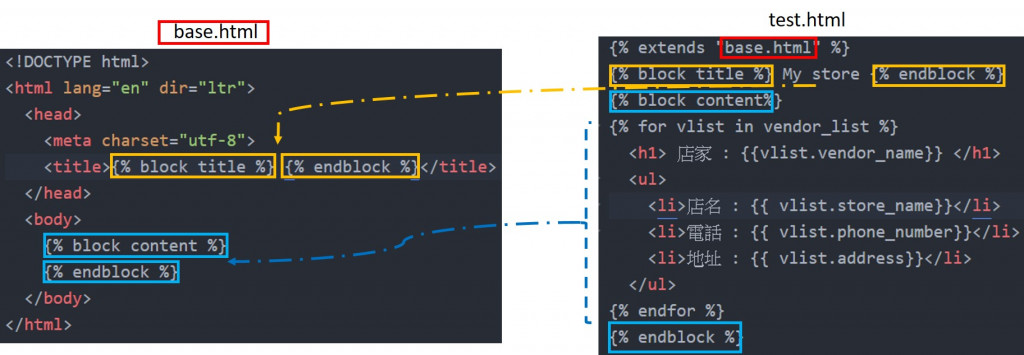 base.html
<!DOCTYPE html>
<html lang="en" dir="ltr">
<head>
<meta charset="utf-8">
<title>{% block title %} {% endblock %}</title>
</head>
<body>
{% block content %}
{% endblock %}
</body>
</html>
test.html
{% extends "base.html" %}
{% block title %} My store {% endblock %}
{% block content%}
{% for vlist in vendor_list %}
<h1> 店家 : {{vlist.vendor_name}} </h1>
<ul>
<li>店名 : {{ vlist.store_name}}</li>
<li>電話 : {{ vlist.phone_number}}</li>
<li>地址 : {{ vlist.address}}</li>
</ul>
{% endfor %}
{% endblock %}